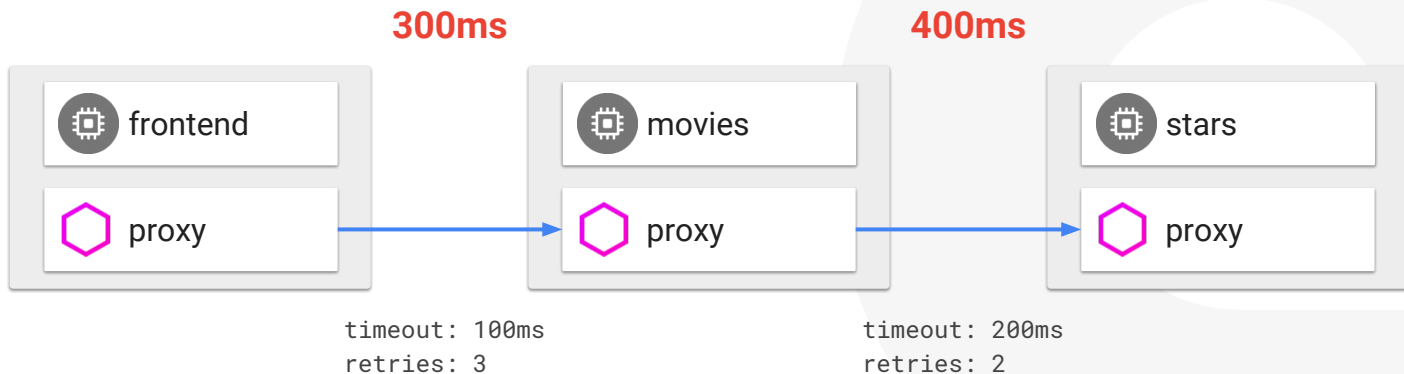 300ms
400ms
frontend
movies
stars
proxy
proxy
proxy
timeout: 100ms
retries: 3
timeout: 200ms
retries: 2